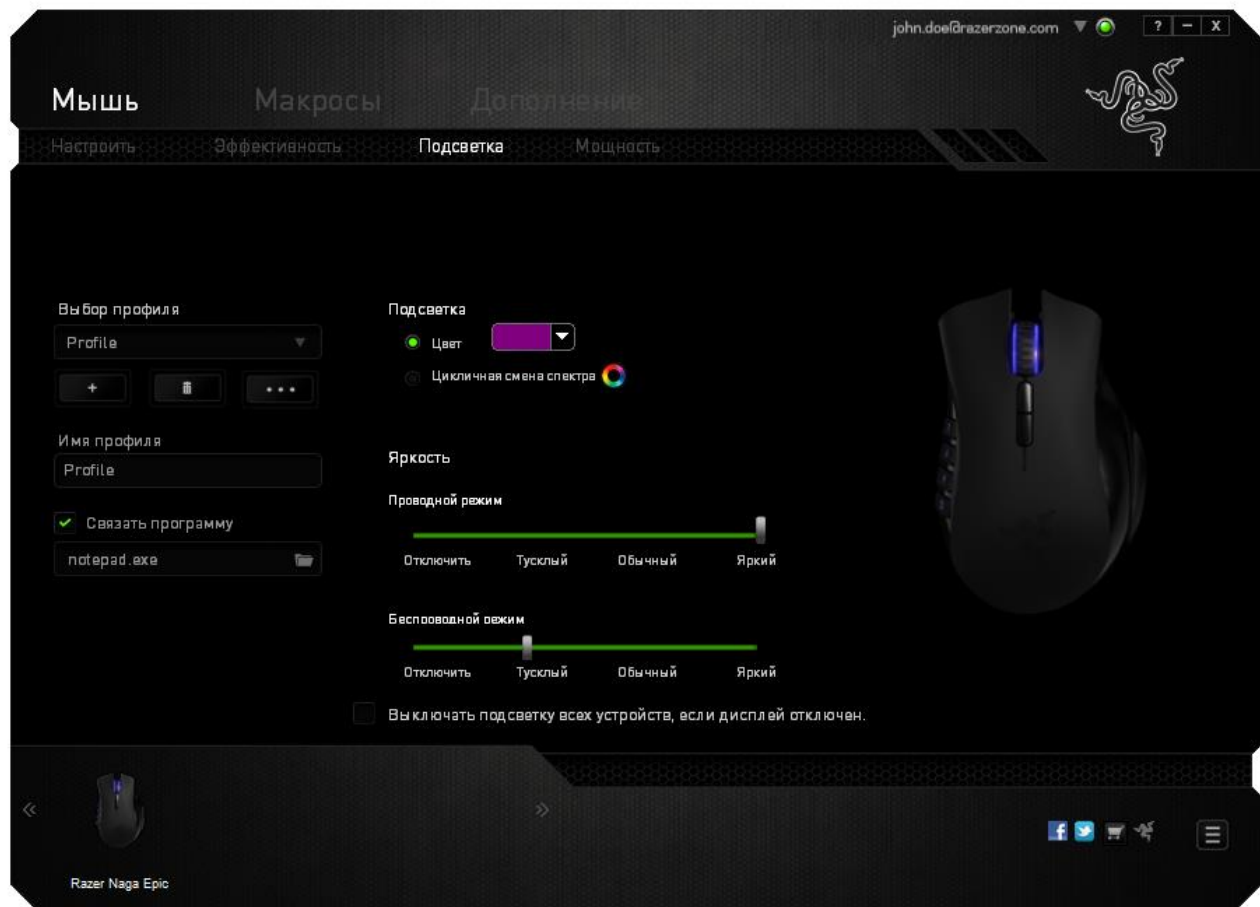 john.doe@razerzone.com
? – X
Мышь Макросы Дополнение
Настроить Эффективность Подсветка Мощность
Выбор профиля
Profile
+
Имя профиля
Profile
Связать программу
notepad.exe
Подсветка
Цвет
Цикличная смена спектра
Яркость
Проводной режим
Отключить Тусклый Обычный Яркий
Беспроводной режим
Отключить Тусклый Обычный Яркий
Выключать подсветку всех устройств, если дисплей отключен.
Razer Naga Epic